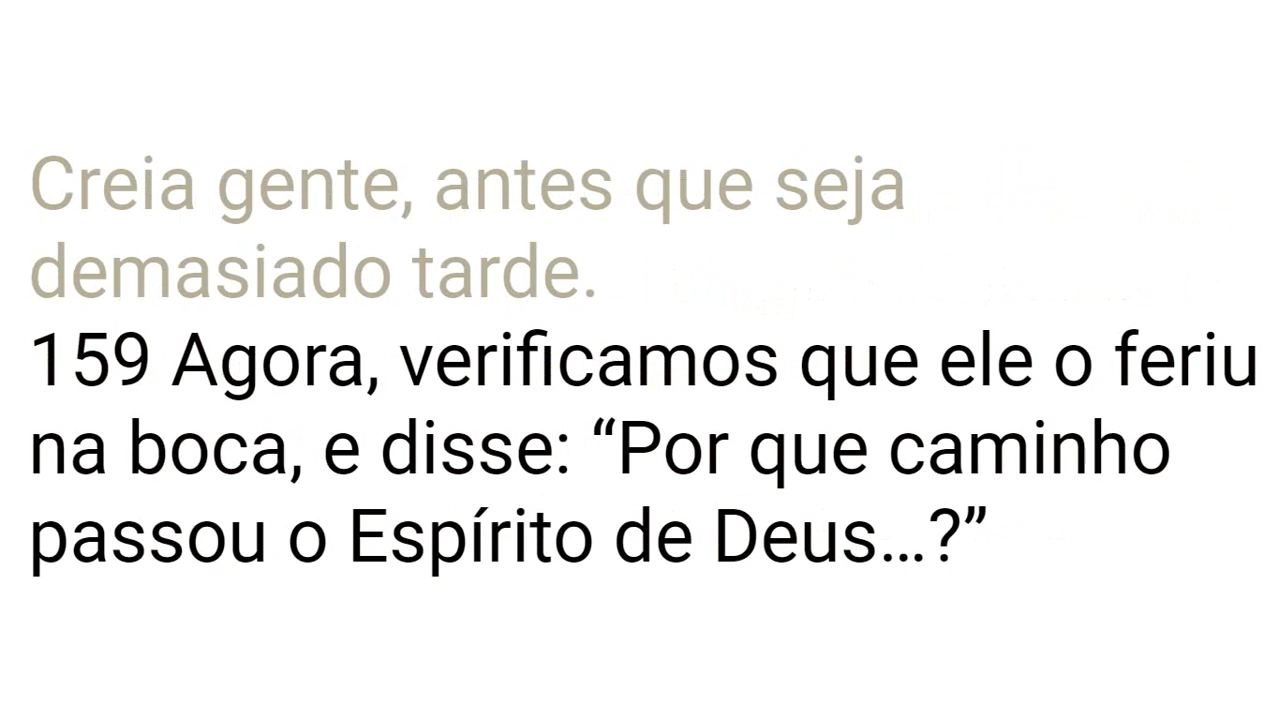 Creia gente, antes que seja
demasiado tarde.
159 Agora, verificamos que ele o feriu
na boca, e disse: “Por que caminho
passou o Espírito de Deus...?”